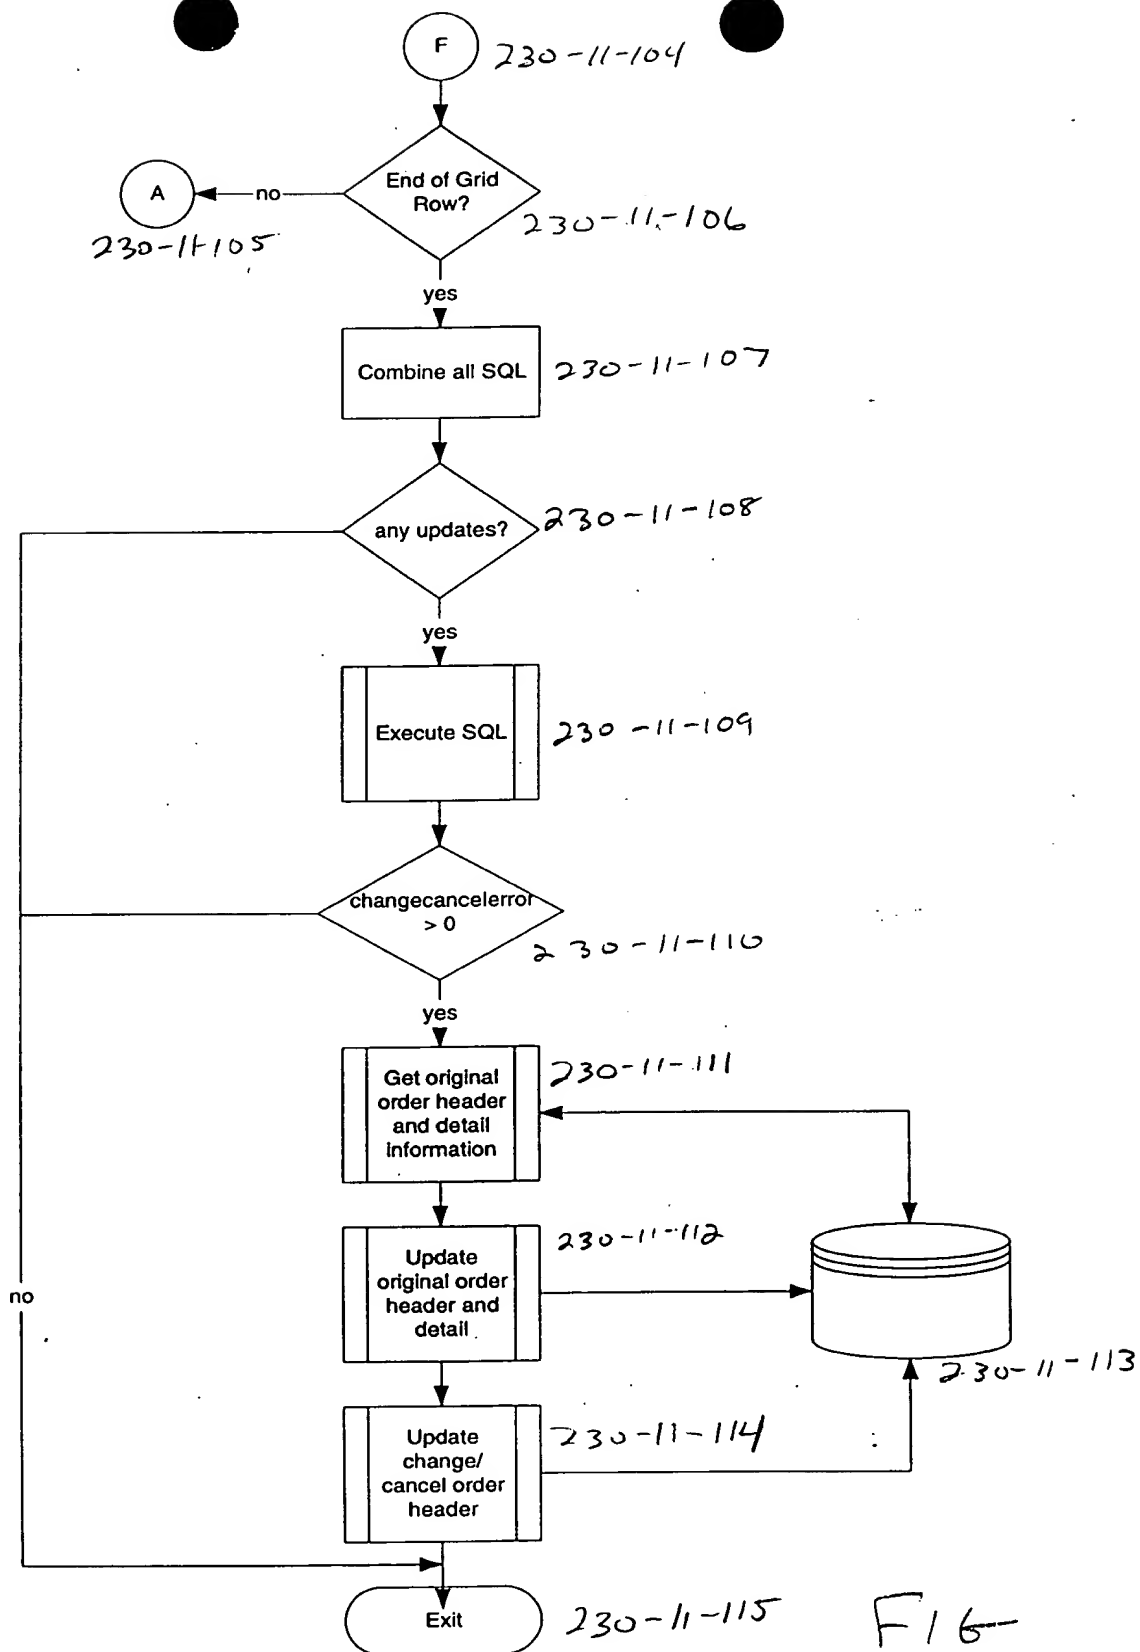 F
230-11-104
End of Grid
Row?
230-11-106
no
A
230-11-105
yes
Combine all SQL
230-11-107
any updates?
230-11-108
yes
Execute SQL
230-11-109
changecancelerror
> 0
230-11-110
yes
Get original
order header
and detail
information
230-11-111
Update
original order
header and
detail
230-11-112
no
230-11-113
Update
change/
cancel order
header
230-11-114
Exit
230-11-115
FIG